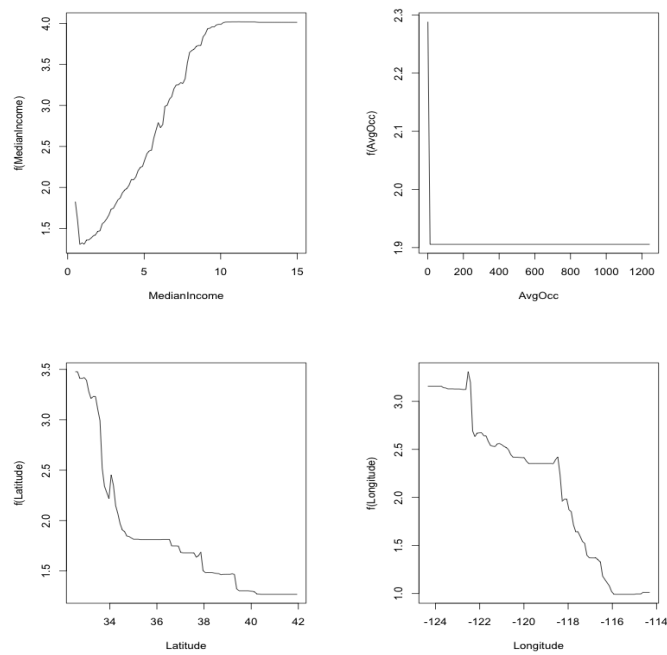 f(MedianIncome)
4.0
3.5
3.0
2.5
2.0
1.5
0 5 10 15
MedianIncome
f(AvgOcc)
2.3
2.2
2.1
2.0
1.9
0 200 400 600 800 1000 1200
AvgOcc
f(Latitude)
3.5
3.0
2.5
2.0
1.5
34 36 38 40 42
Latitude
f(Longitude)
3.0
2.5
2.0
1.5
1.0
-124 -122 -120 -118 -116 -114
Longitude